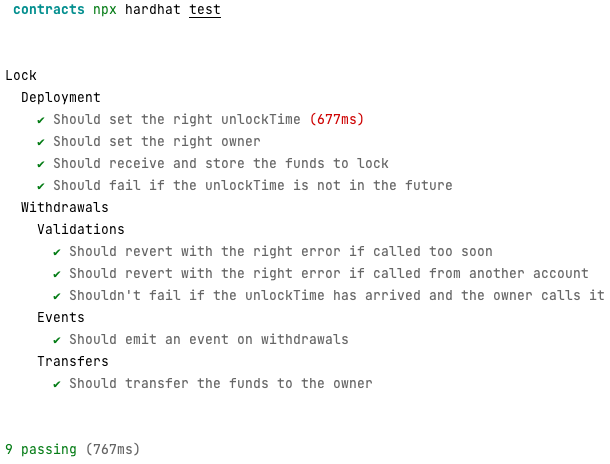 contracts npx hardhat test
Lock
Deployment
✔ Should set the right unlockTime (677ms)
✔ Should set the right owner
✔ Should receive and store the funds to lock
✔ Should fail if the unlockTime is not in the future
Withdrawals
Validations
✔ Should revert with the right error if called too soon
✔ Should revert with the right error if called from another account
✔ Shouldn't fail if the unlockTime has arrived and the owner calls it
Events
✔ Should emit an event on withdrawals
Transfers
✔ Should transfer the funds to the owner
9 passing (767ms)